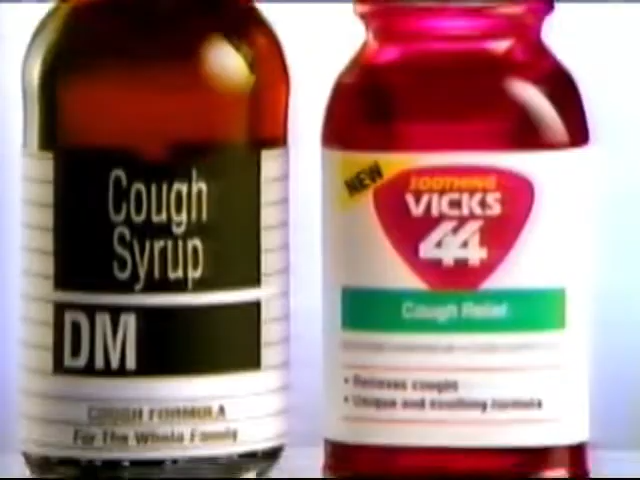 Cough
Syrup
DM
COUGH FORMULA
For The Whole Family
NEW
SOOTHING
VICKS
44
Cough Relief
• Relieves cough
• Unique and soothing formula